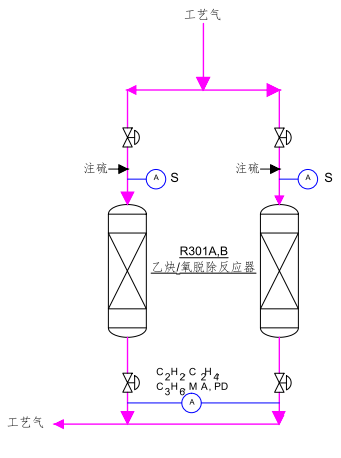 工艺气
注硫
A
S
注硫
A
S
R301A,B
乙炔/氧脱除反应器
C2H2,C2H4,
C3H6,MA,PD
A
工艺气